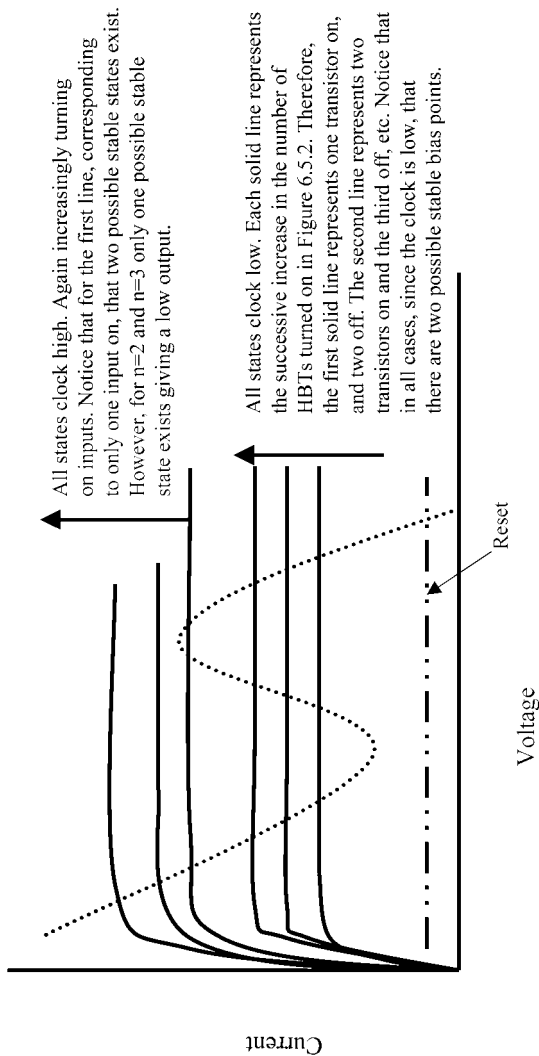 All states clock high. Again increasingly turning
on inputs. Notice that for the first line, corresponding
to only one input on, that two possible stable states exist.
However, for n=2 and n=3 only one possible stable
state exists giving a low output.
All states clock low. Each solid line represents
the successive increase in the number of
HBTs turned on in Figure 6.5.2. Therefore,
the first solid line represents one transistor on,
and two off. The second line represents two
transistors on and the third off, etc. Notice that
in all cases, since the clock is low, that
there are two possible stable bias points.
Reset
Voltage
Current